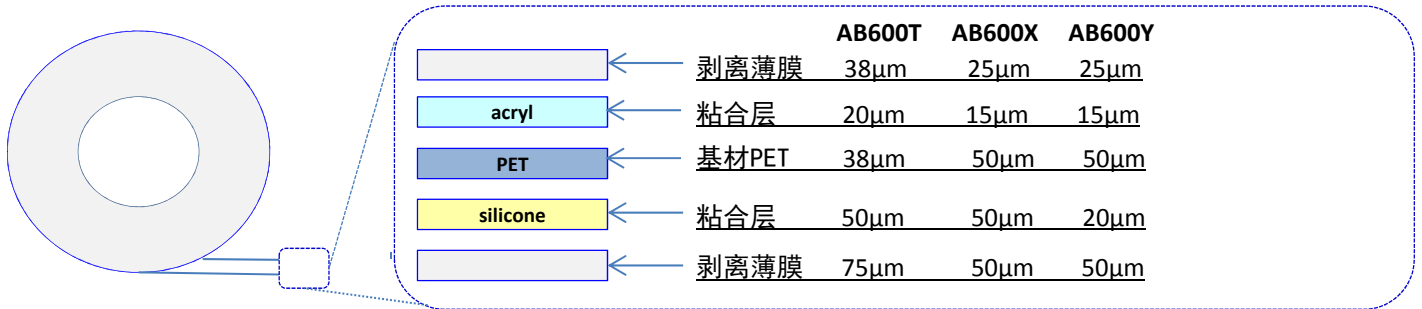 AB600T AB600X AB600Y
剥离薄膜 38μm 25μm 25μm
acryl 粘合层 20μm 15μm 15μm
PET 基材PET 38μm 50μm 50μm
silicone 粘合层 50μm 50μm 20μm
剥离薄膜 75μm 50μm 50μm